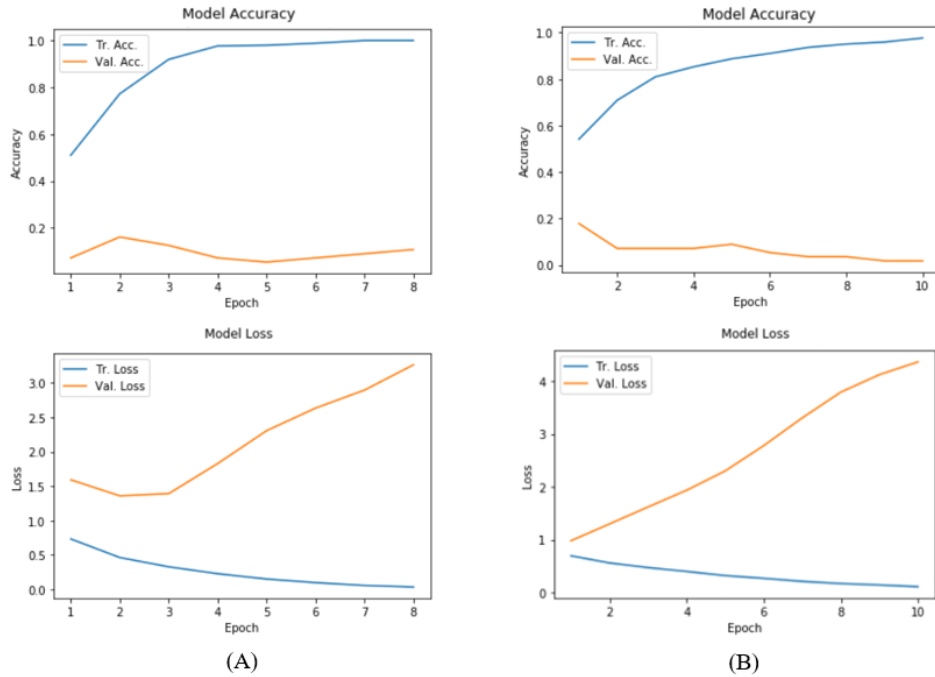 Model Accuracy
Tr. Acc.
Val. Acc.
1.0
0.8
0.6
0.4
0.2
Accuracy
1 2 3 4 5 6 7 8
Epoch
Model Accuracy
Tr. Acc.
Val. Acc.
1.0
0.8
0.6
0.4
0.2
0.0
Accuracy
2 4 6 8 10
Epoch
Model Loss
Tr. Loss
Val. Loss
3.0
2.5
2.0
1.5
1.0
0.5
0.0
Loss
1 2 3 4 5 6 7 8
Epoch
(A)
Model Loss
Tr. Loss
Val. Loss
4
3
2
1
0
Loss
2 4 6 8 10
Epoch
(B)